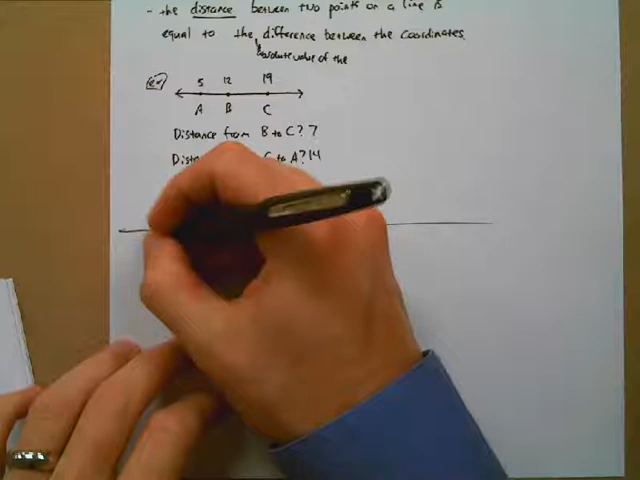 - the distance between two points on a line is
equal to the difference between the coordinates.
absolute value of the
ex)
5 12 19
A B C
Distance from B to C? 7
C to A? 14